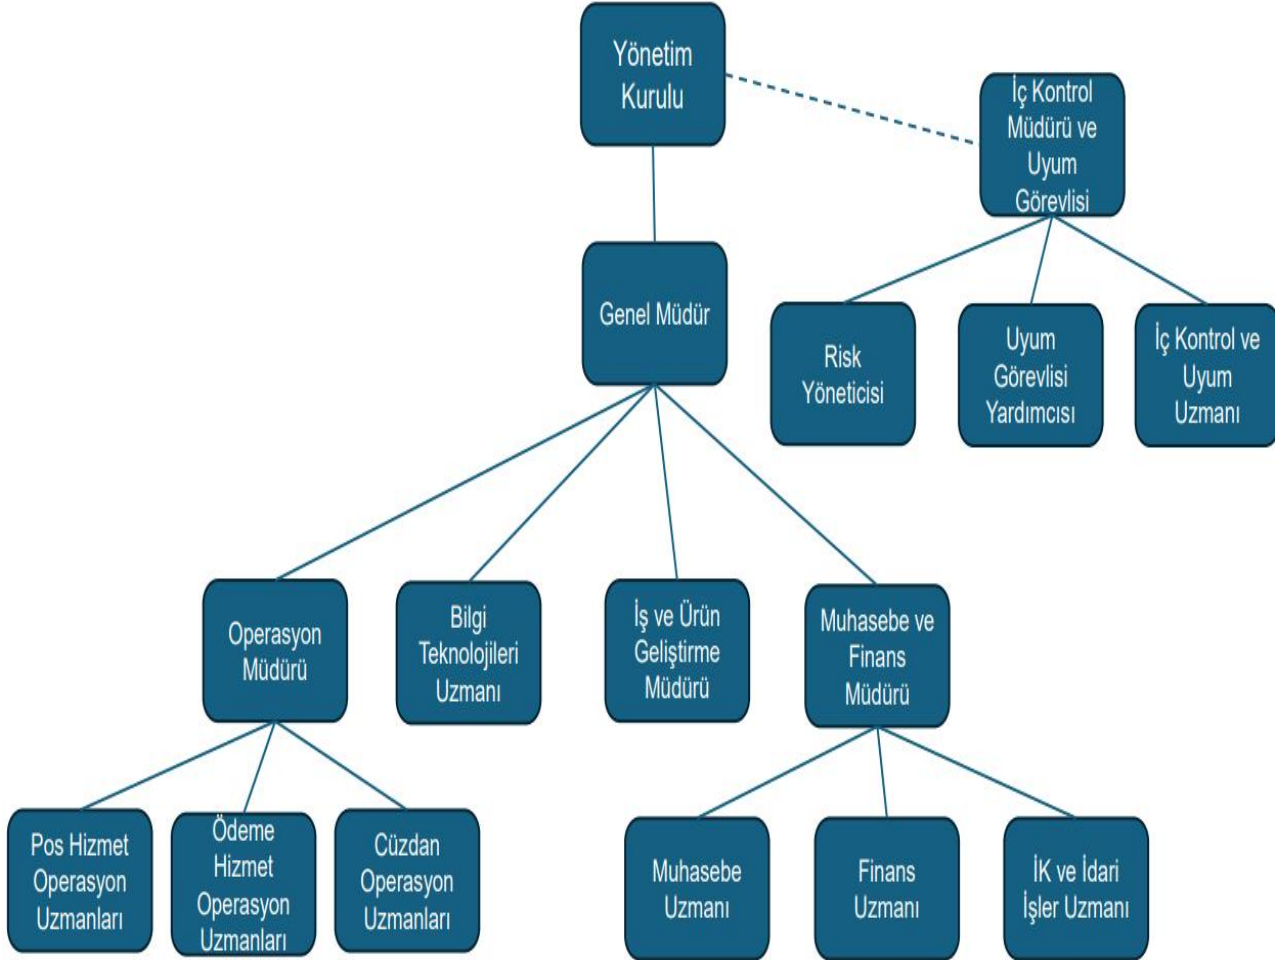 Yönetim
Kurulu
İç Kontrol
Müdürü ve
Uyum
Görevlisi
Genel Müdür
Risk
Yöneticisi
Uyum
Görevlisi
Yardımcısı
İç Kontrol ve
Uyum
Uzmanı
Operasyon
Müdürü
Bilgi
Teknolojileri
Uzmanı
İş ve Ürün
Geliştirme
Müdürü
Muhasebe ve
Finans
Müdürü
Pos Hizmet
Operasyon
Uzmanları
Ödeme
Hizmet
Operasyon
Uzmanları
Cüzdan
Operasyon
Uzmanları
Muhasebe
Uzmanı
Finans
Uzmanı
İK ve İdari
İşler Uzmanı